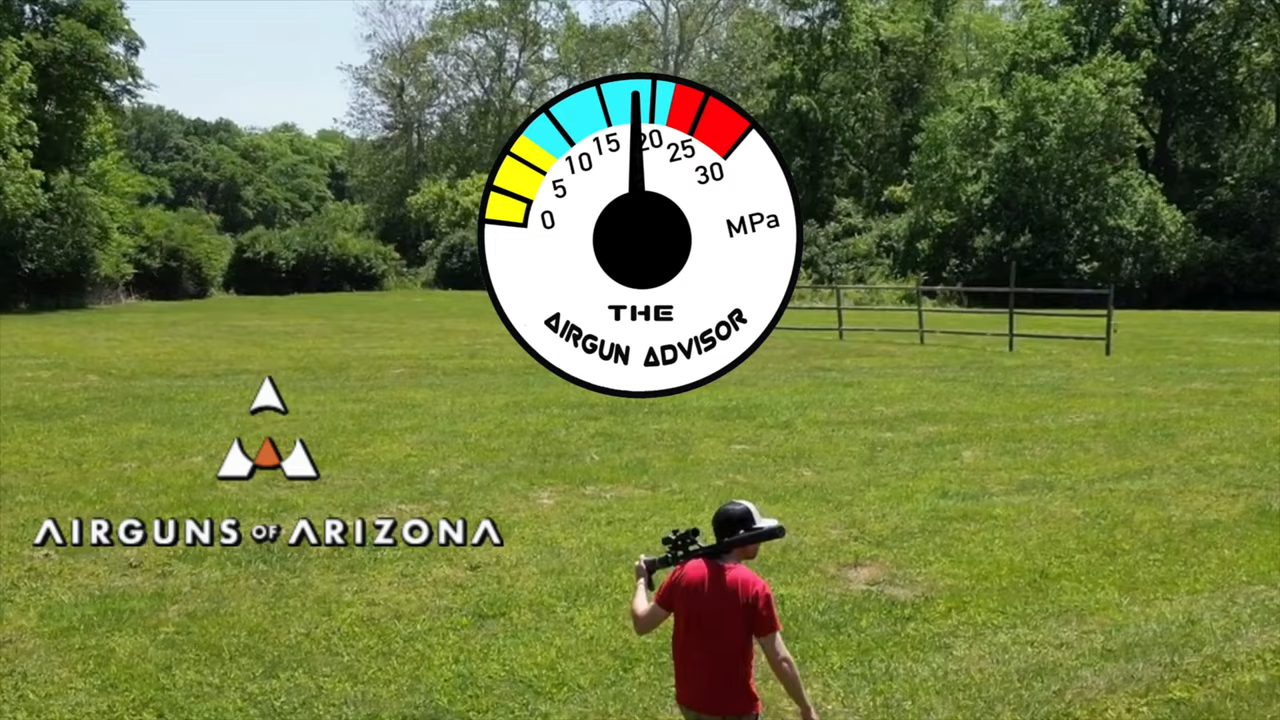 0 5 10 15 20 25 30
MPa
THE
AIRGUN ADVISOR
AIRGUNS OF ARIZONA